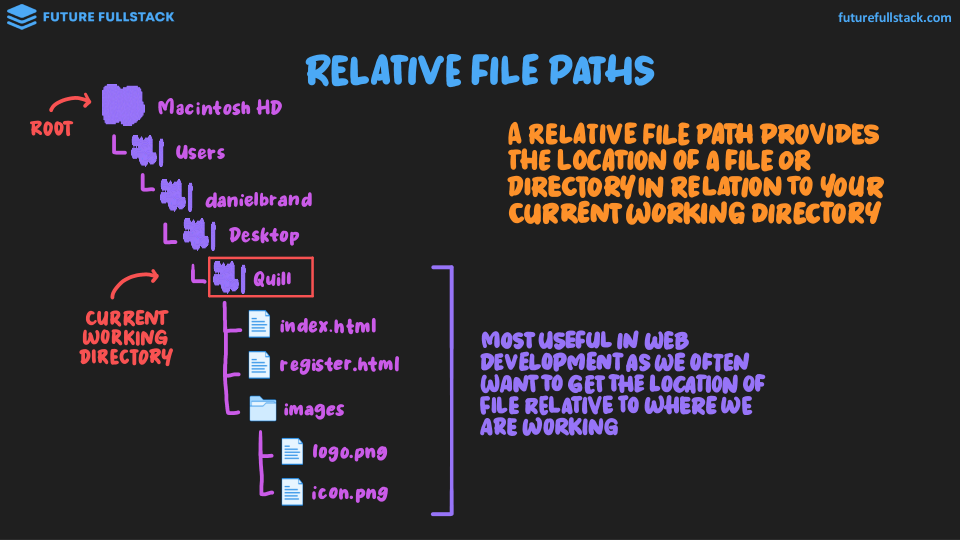 FUTURE FULLSTACK
futurefullstack.com
RELATIVE FILE PATHS
ROOT
Macintosh HD
Users
danielbrand
Desktop
Quill
CURRENT
WORKING
DIRECTORY
index.html
register.html
images
logo.png
icon.png
A RELATIVE FILE PATH PROVIDES
THE LOCATION OF A FILE OR
DIRECTORY IN RELATION TO YOUR
CURRENT WORKING DIRECTORY
MOST USEFUL IN WEB
DEVELOPMENT AS WE OFTEN
WANT TO GET THE LOCATION OF
FILE RELATIVE TO WHERE WE
ARE WORKING